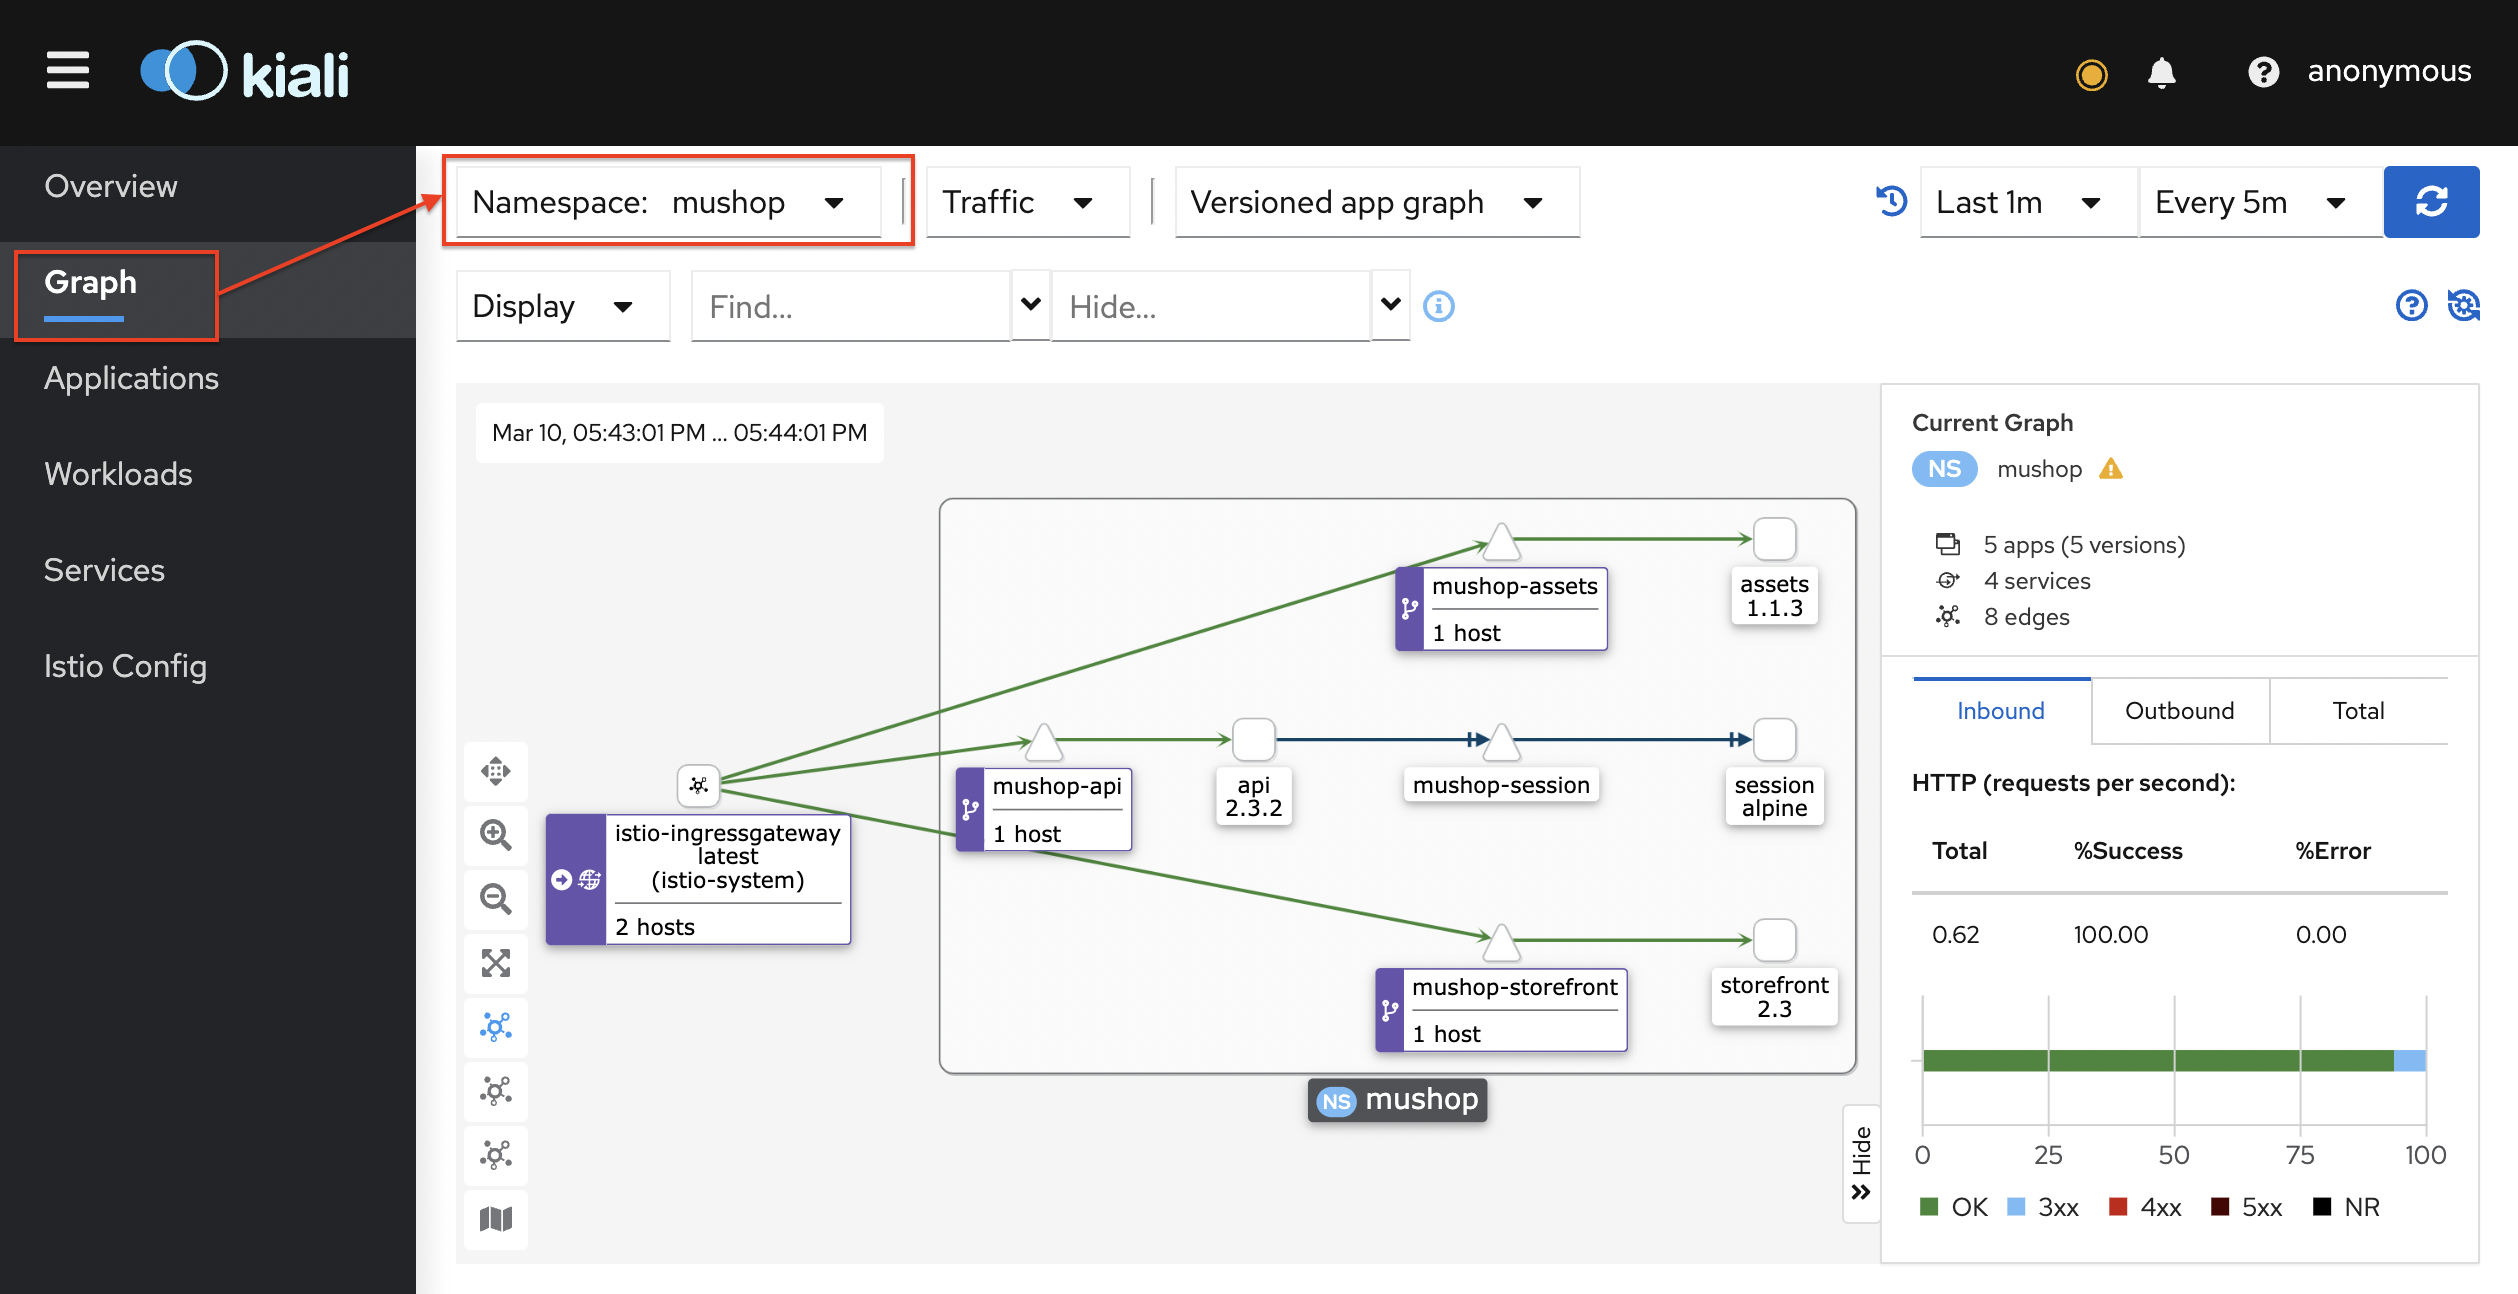 kiali
anonymous
Overview
Graph
Applications
Workloads
Services
Istio Config
Namespace: mushop
Traffic
Versioned app graph
Last 1m
Every 5m
Display
Find...
Hide...
Mar 10, 05:43:01 PM ... 05:44:01 PM
mushop-assets
1 host
assets
1.1.3
mushop-api
1 host
api
2.3.2
mushop-session
session
alpine
istio-ingressgateway
latest
(istio-system)
2 hosts
mushop-storefront
1 host
storefront
2.3
NS mushop
Hide
Current Graph
NS mushop
5 apps (5 versions)
4 services
8 edges
Inbound
Outbound
Total
HTTP (requests per second):
Total %Success %Error
0.62 100.00 0.00
0 25 50 75 100
OK 3xx 4xx 5xx NR